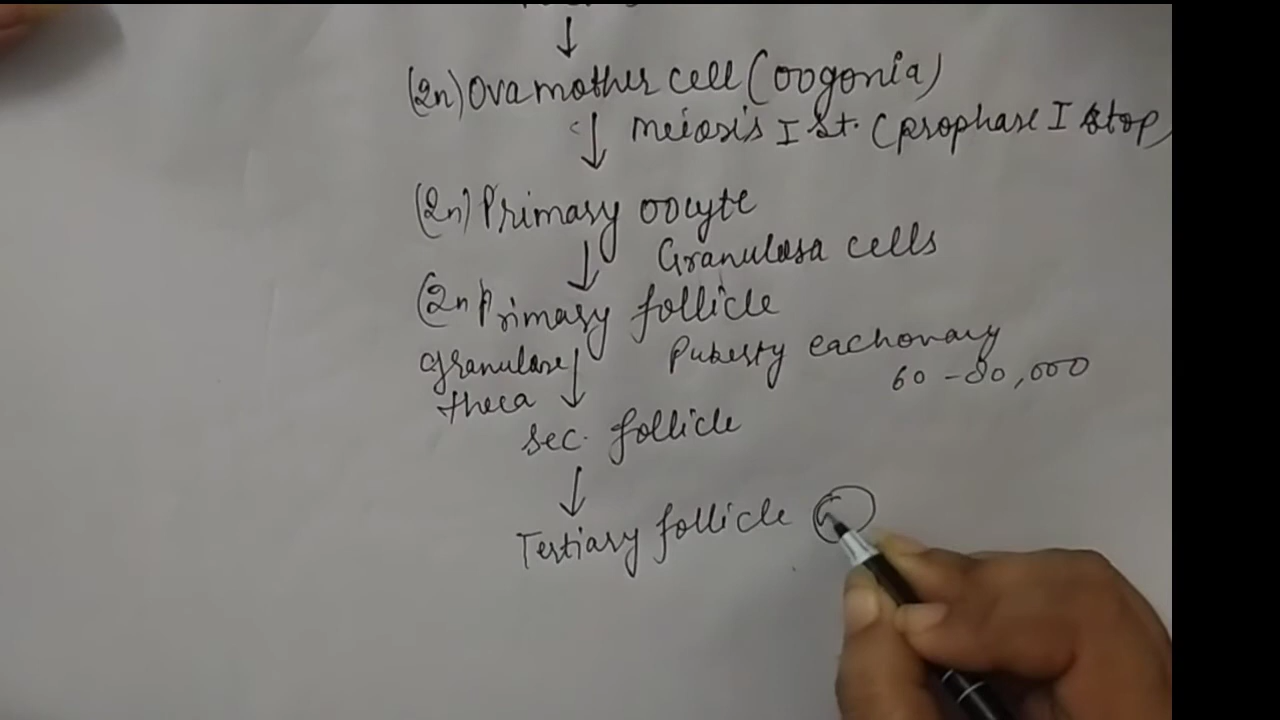 ↓
(2n) Ova mother cell (oogonia)
↓ meiosis I st. (prophase I stop)
(2n) Primary oocyte
↓ Granulosa cells
(2n) Primary follicle
granulose ↓ Puberty each ovary
theca 60 - 80,000
sec. follicle
↓
Tertiary follicle